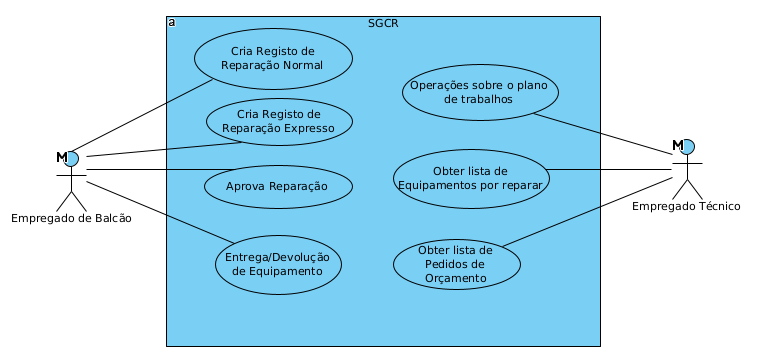 a
SGCR
Cria Registo de
Reparação Normal
Cria Registo de
Reparação Expresso
Aprova Reparação
Entrega/Devolução
de Equipamento
Operações sobre o plano
de trabalhos
Obter lista de
Equipamentos por reparar
Obter lista de
Pedidos de
Orçamento
M
Empregado de Balcão
M
Empregado Técnico